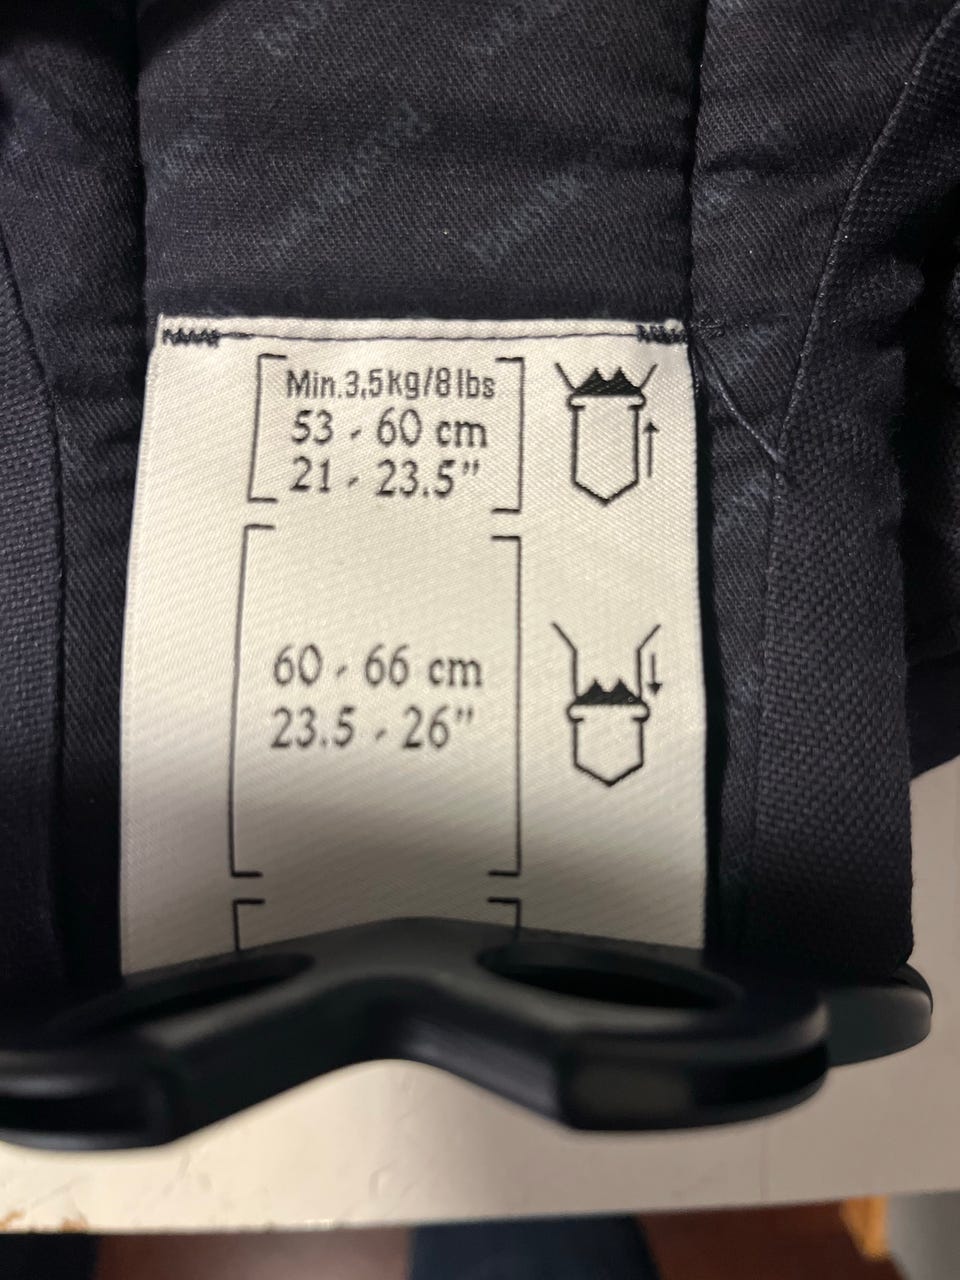 Min.3,5kg/8lbs
53 - 60 cm
21 - 23.5"
60 - 66 cm
23.5 - 26"